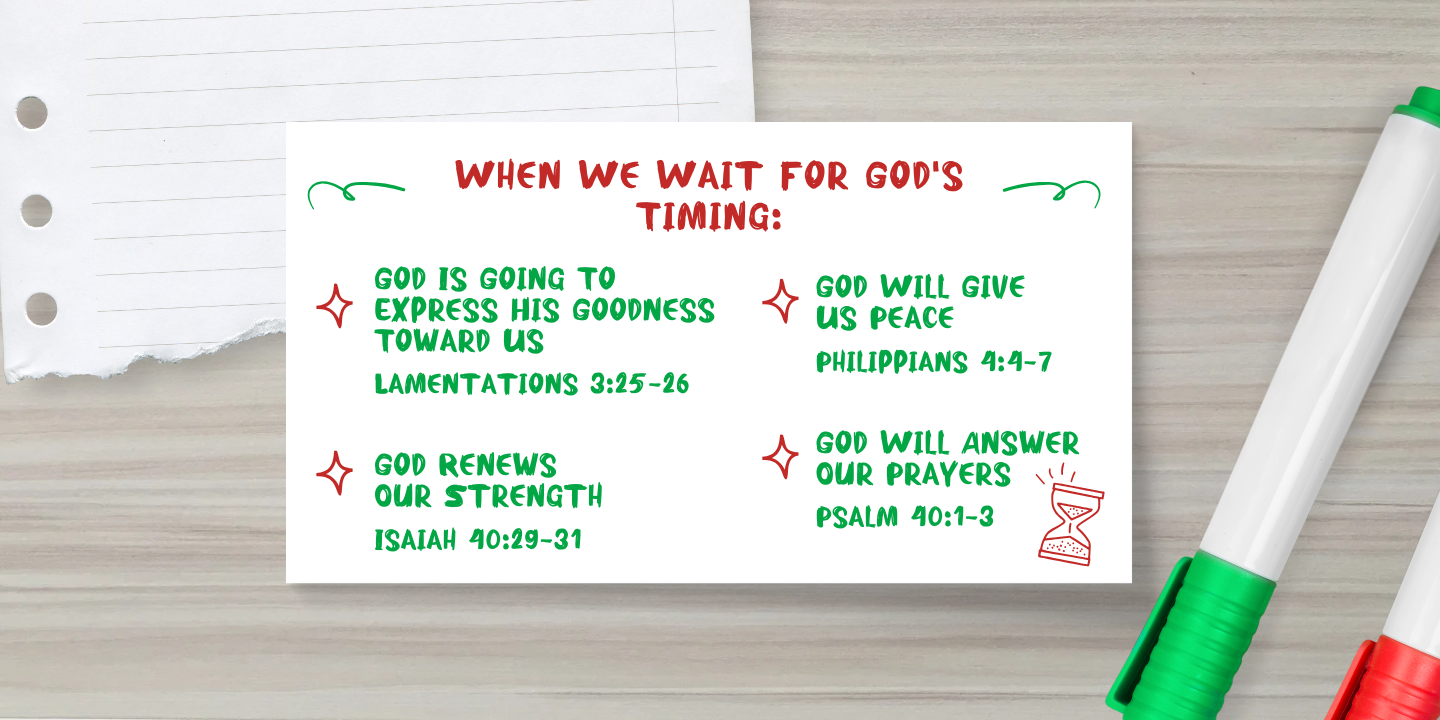 WHEN WE WAIT FOR GOD'S
TIMING:
GOD IS GOING TO
EXPRESS HIS GOODNESS
TOWARD US
LAMENTATIONS 3:25-26
GOD RENEWS
OUR STRENGTH
ISAIAH 40:29-31
GOD WILL GIVE
US PEACE
PHILIPPIANS 4:4-7
GOD WILL ANSWER
OUR PRAYERS
PSALM 40:1-3